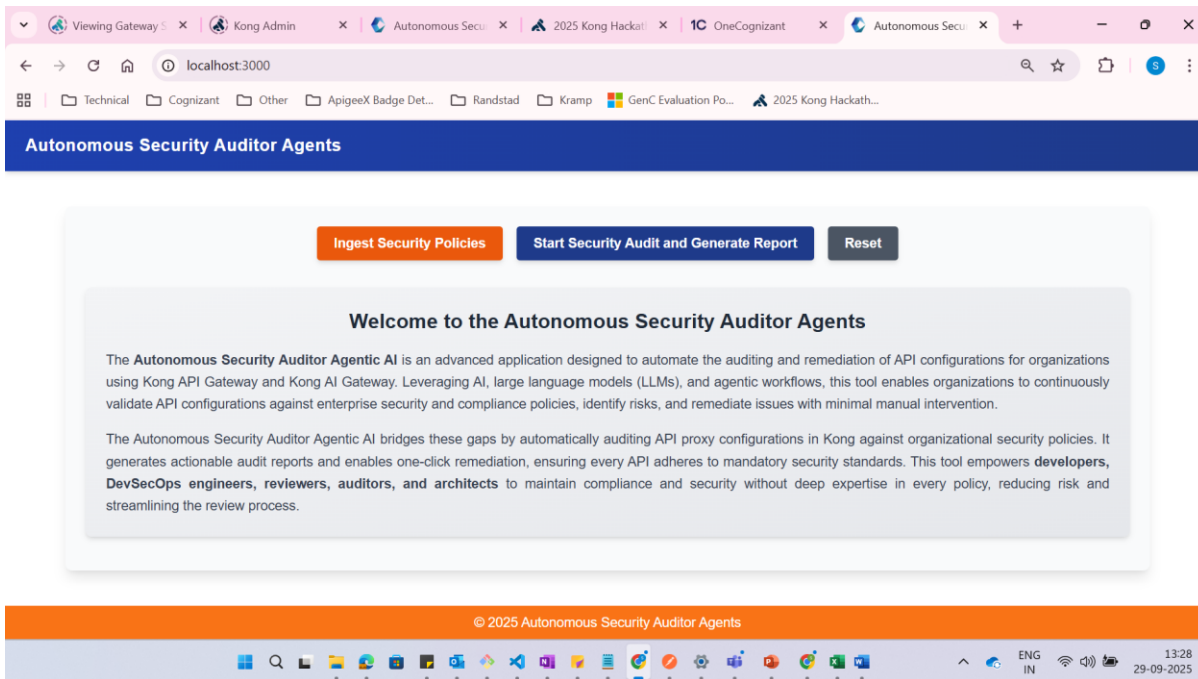 Viewing Gateway S
Kong Admin
Autonomous Secu
2025 Kong Hackat
1C OneCognizant
Autonomous Secu
localhost:3000
S
Technical
Cognizant
Other
ApigeeX Badge Det...
Randstad
Kramp
GenC Evaluation Po...
2025 Kong Hackath...
Autonomous Security Auditor Agents
Ingest Security Policies
Start Security Audit and Generate Report
Reset
Welcome to the Autonomous Security Auditor Agents
The Autonomous Security Auditor Agentic AI is an advanced application designed to automate the auditing and remediation of API configurations for organizations
using Kong API Gateway and Kong AI Gateway. Leveraging AI, large language models (LLMs), and agentic workflows, this tool enables organizations to continuously
validate API configurations against enterprise security and compliance policies, identify risks, and remediate issues with minimal manual intervention.
The Autonomous Security Auditor Agentic AI bridges these gaps by automatically auditing API proxy configurations in Kong against organizational security policies. It
generates actionable audit reports and enables one-click remediation, ensuring every API adheres to mandatory security standards. This tool empowers developers,
DevSecOps engineers, reviewers, auditors, and architects to maintain compliance and security without deep expertise in every policy, reducing risk and
streamlining the review process.
© 2025 Autonomous Security Auditor Agents
ENG
IN
13:28
29-09-2025